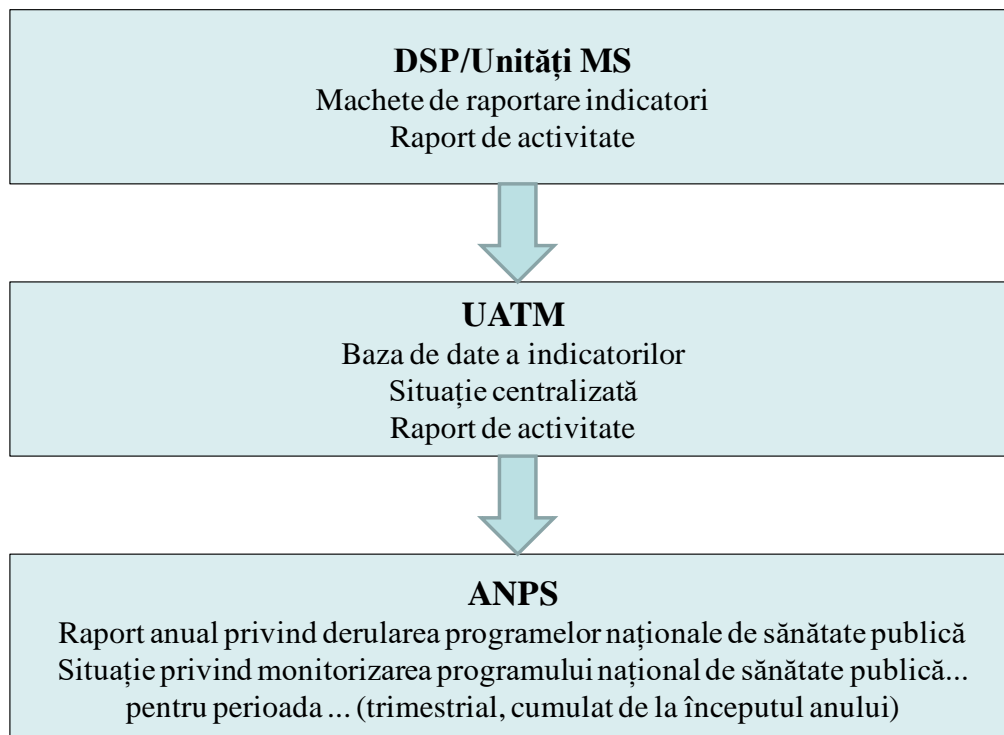 DSP/Unități MS
Machete de raportare indicatori
Raport de activitate
UATM
Baza de date a indicatorilor
Situație centralizată
Raport de activitate
ANPS
Raport anual privind derularea programelor naționale de sănătate publică
Situație privind monitorizarea programului național de sănătate publică...
pentru perioada ... (trimestrial, cumulat de la începutul anului)